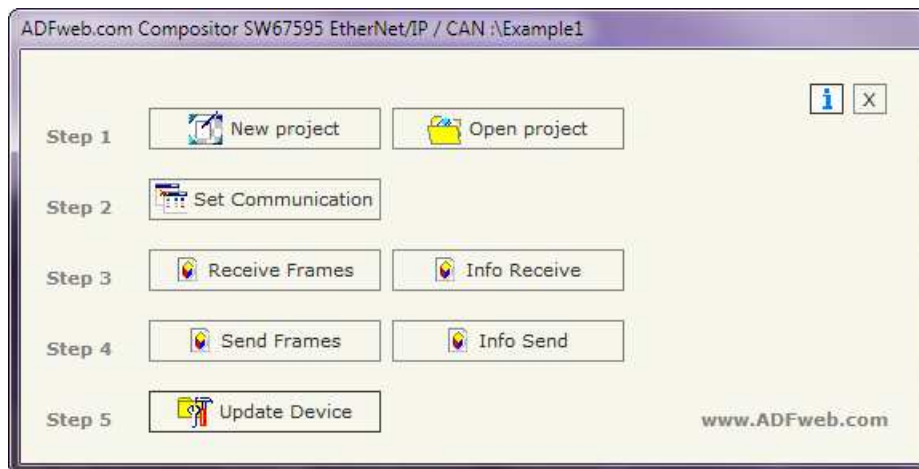 ADFweb.com Compositor SW67595 EtherNet/IP / CAN :\Example1
i X
Step 1 New project Open project
Step 2 Set Communication
Step 3 Receive Frames Info Receive
Step 4 Send Frames Info Send
Step 5 Update Device
www.ADFweb.com